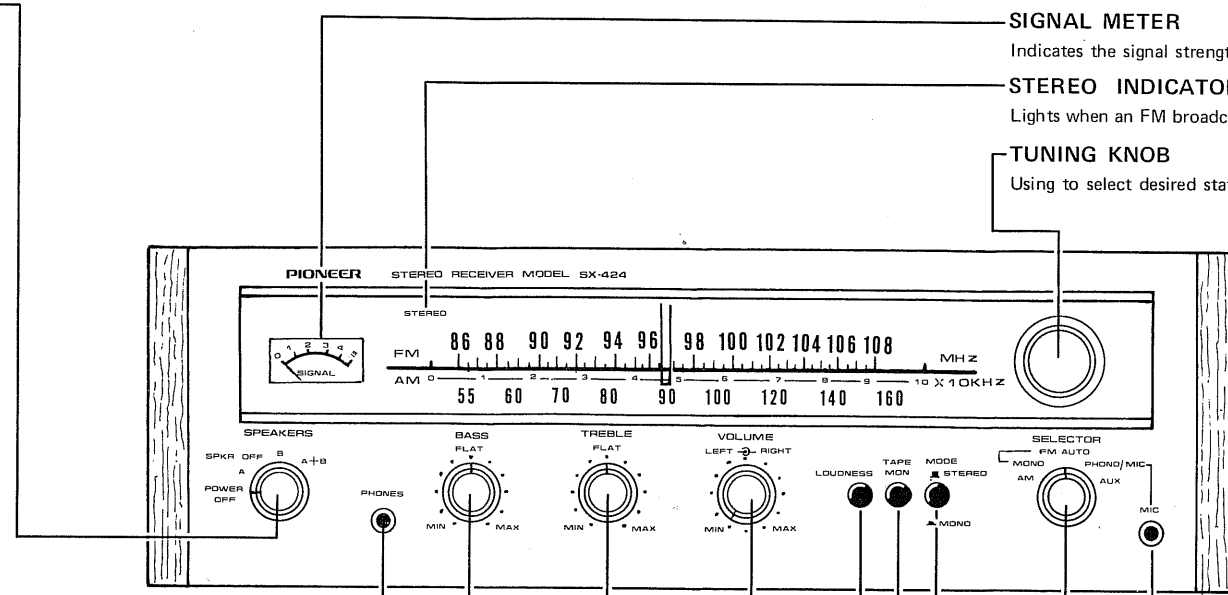 SIGNAL METER
Indicates the signal
STEREO INDICATO
Lights when an FM
TUNING KNOB
Using to select desired
PIONEER STEREO RECEIVER MODEL SX-424
STEREO
0 1 2 3 4 5
SIGNAL
FM 86 88 90 92 94 96 98 100 102 104 106 108 MHz
AM 0 1 2 3 4 5 6 7 8 9 10 X10KHz
55 60 70 80 90 100 120 140 160
SPEAKERS
SPKR OFF B
A A+B
POWER OFF
PHONES
BASS
FLAT
MIN MAX
TREBLE
FLAT
MIN MAX
VOLUME
LEFT RIGHT
MIN MAX
LOUDNESS
TAPE MON
MODE
STEREO
MONO
SELECTOR
FM AUTO
MONO PHONO/MIC
AM AUX
MIC